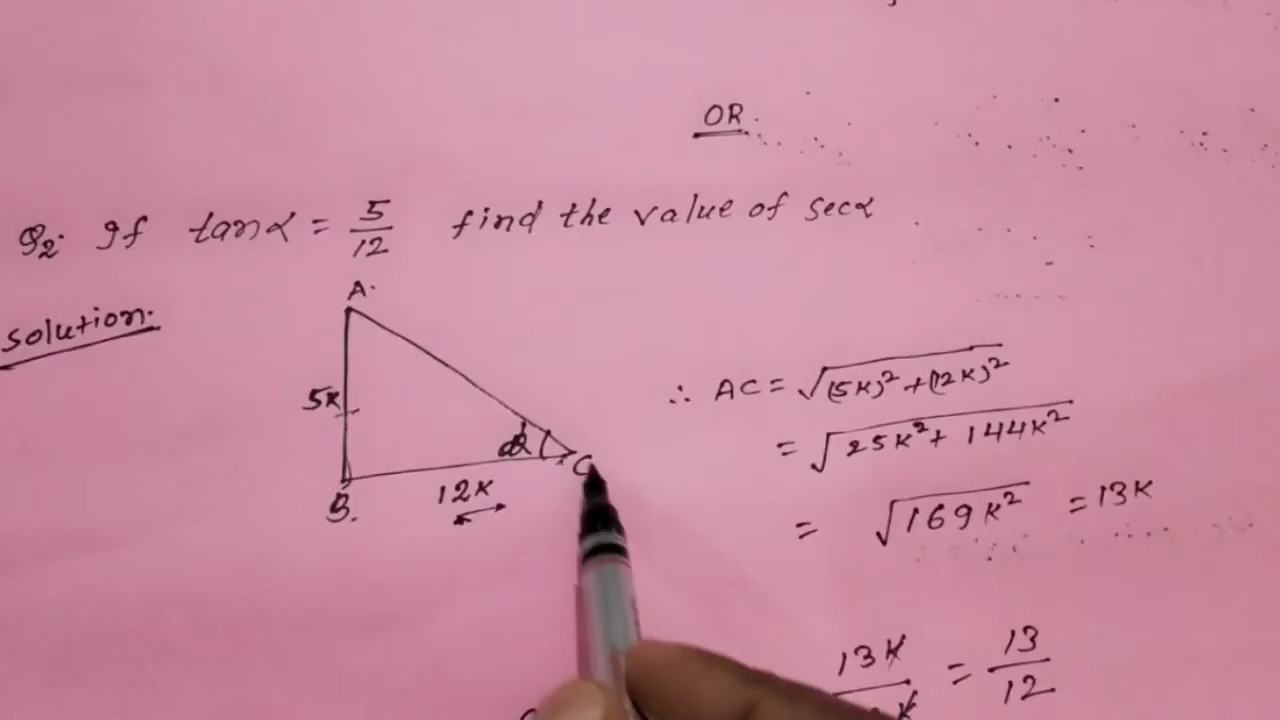 OR.
Q2. If tanα = 5/12 find the value of secα
Solution.
A.
5K
α
B.
12K
C
∴ AC = √(5K)² + (12K)²
= √25K² + 144K²
= √169K² = 13K
13K = 13/12